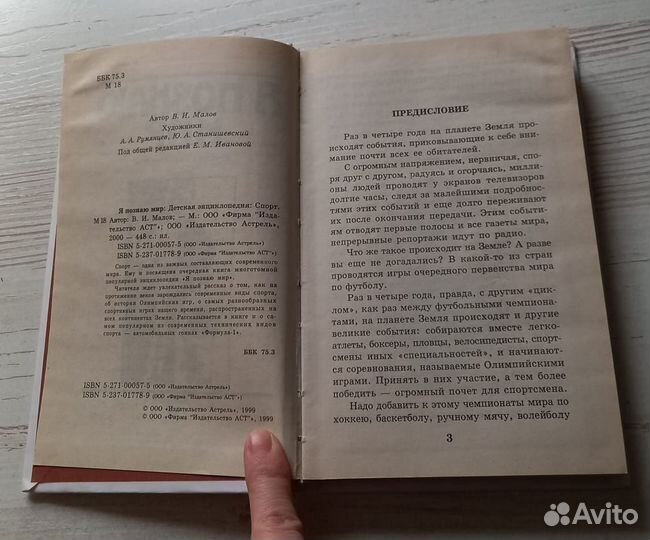 ББК 75.3
М 18
Автор В. И. Малов
Художники
А. А. Румянцев, Ю. А. Станишевский
Под общей редакцией Е. М. Ивановой
Я познаю мир: Детская энциклопедия: Спорт.
М 18 Автор: В. И. Малов; — М.: ООО «Фирма "Изда-
тельство АСТ"»; ООО «Издательство Астрель»,
2000 — 448 с.: ил.
ISBN 5-271-00057-5 (ООО «Издательство Астрель»)
ISBN 5-237-01778-9 (ООО «Фирма "Издательство АСТ"»)
Спорт — одна из важных составляющих современного
мира. Ему и посвящена очередная книга многотомной
популярной энциклопедии «Я познаю мир».
Читателя ждет увлекательный рассказ о том, как на
протяжении веков зарождались современные виды спорта,
об истории Олимпийских игр, о самых разнообразных
спортивных играх нашего времени, распространенных на
всех континентах Земли. Рассказывается в книге и о са-
мом популярном из современных технических видов
спорта — автомобильных гонках «Формула-1».
ББК 75.3
ISBN 5-271-00057-5 (ООО «Издательство Астрель»)
ISBN 5-237-01778-9 (ООО «Фирма "Издательство АСТ"»)
© ООО «Издательство Астрель», 1999
© ООО «Фирма "Издательство АСТ"», 1999
ПРЕДИСЛОВИЕ
Раз в четыре года на планете Земля про-
исходят события, приковывающие к себе внима-
ние почти всех ее обитателей.
С огромным напряжением, нервничая, спо-
ря друг с другом, радуясь и огорчаясь, милли-
оны людей проводят у экранов телевизоров
долгие часы, следя за малейшими подробнос-
тями этих событий и еще долго переживают
их после окончания передачи. Этим событи-
ям отводят первые полосы и все газеты мира,
непрерывные репортажи идут по радио.
Что же такое происходит на Земле? А разве
вы еще не догадались? В какой-то из стран
проводятся игры очередного первенства мира
по футболу.
Раз в четыре года, правда, с другим "цик-
лом", как раз между футбольными чемпиона-
тами, на планете Земля происходят и другие
великие события: собираются вместе легко-
атлеты, боксеры, пловцы, велосипедисты, спорт-
смены иных «специальностей», и начинают-
ся соревнования, называемые Олимпийскими
играми. Принять в них участие, а тем более
победить — огромный почет для спортсмена.
Надо добавить к этому чемпионаты мира по
хоккею, баскетболу, ручному мячу, волейболу
3
Avito